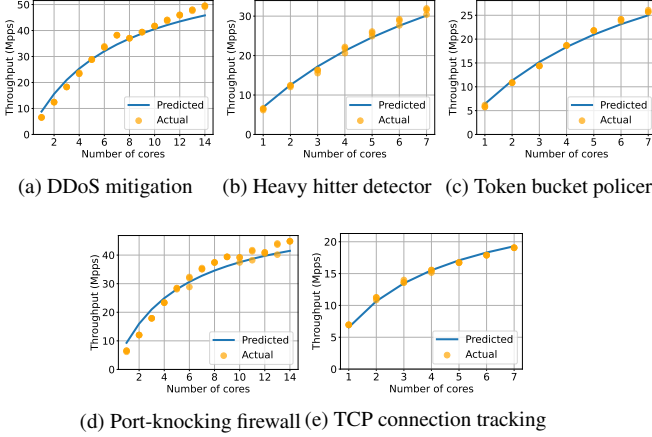 50
40
30
20
10
0
Throughput (Mpps)
Predicted
Actual
2 4 6 8 10 12 14
Number of cores
(a) DDoS mitigation
30
20
10
0
Throughput (Mpps)
Predicted
Actual
1 2 3 4 5 6 7
Number of cores
(b) Heavy hitter detector
25
20
15
10
5
0
Throughput (Mpps)
Predicted
Actual
1 2 3 4 5 6 7
Number of cores
(c) Token bucket policer
40
30
20
10
0
Throughput (Mpps)
Predicted
Actual
2 4 6 8 10 12 14
Number of cores
(d) Port-knocking firewall
20
15
10
5
0
Throughput (Mpps)
Predicted
Actual
1 2 3 4 5 6 7
Number of cores
(e) TCP connection tracking